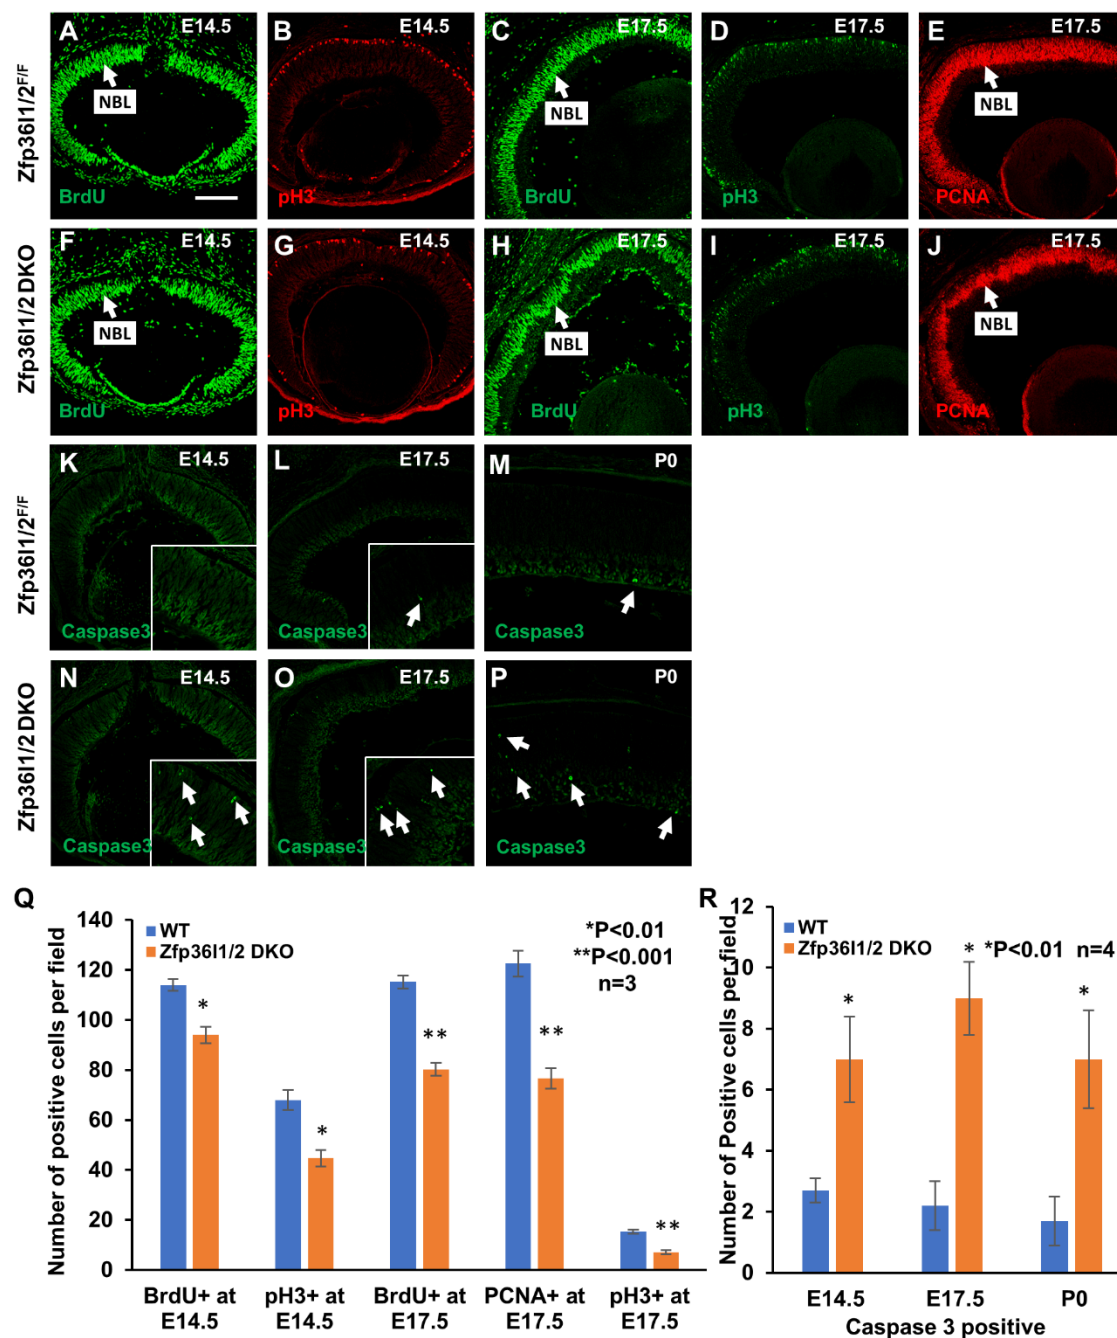 A E14.5
NBL
BrdU
B E14.5
pH3
C E17.5
NBL
BrdU
D E17.5
pH3
E E17.5
NBL
PCNA
Zfp36l1/2F/F
F E14.5
NBL
BrdU
G E14.5
pH3
H E17.5
NBL
BrdU
I E17.5
pH3
J E17.5
NBL
PCNA
Zfp36l1/2 DKO
K E14.5
Caspase3
L E17.5
Caspase3
M P0
Caspase3
Zfp36l1/2F/F
N E14.5
Caspase3
O E17.5
Caspase3
P P0
Caspase3
Zfp36l1/2 DKO
Q
Number of positive cells per field
140
120
100
80
60
40
20
0
WT
Zfp36l1/2 DKO
*P<0.01
**P<0.001
n=3
*
*
**
**
**
BrdU+ at
E14.5
pH3+ at
E14.5
BrdU+ at
E17.5
PCNA+ at
E17.5
pH3+ at
E17.5
R
Number of Positive cells per field
12
10
8
6
4
2
0
WT
Zfp36l1/2 DKO
*P<0.01 n=4
*
*
*
E14.5
E17.5
P0
Caspase 3 positive